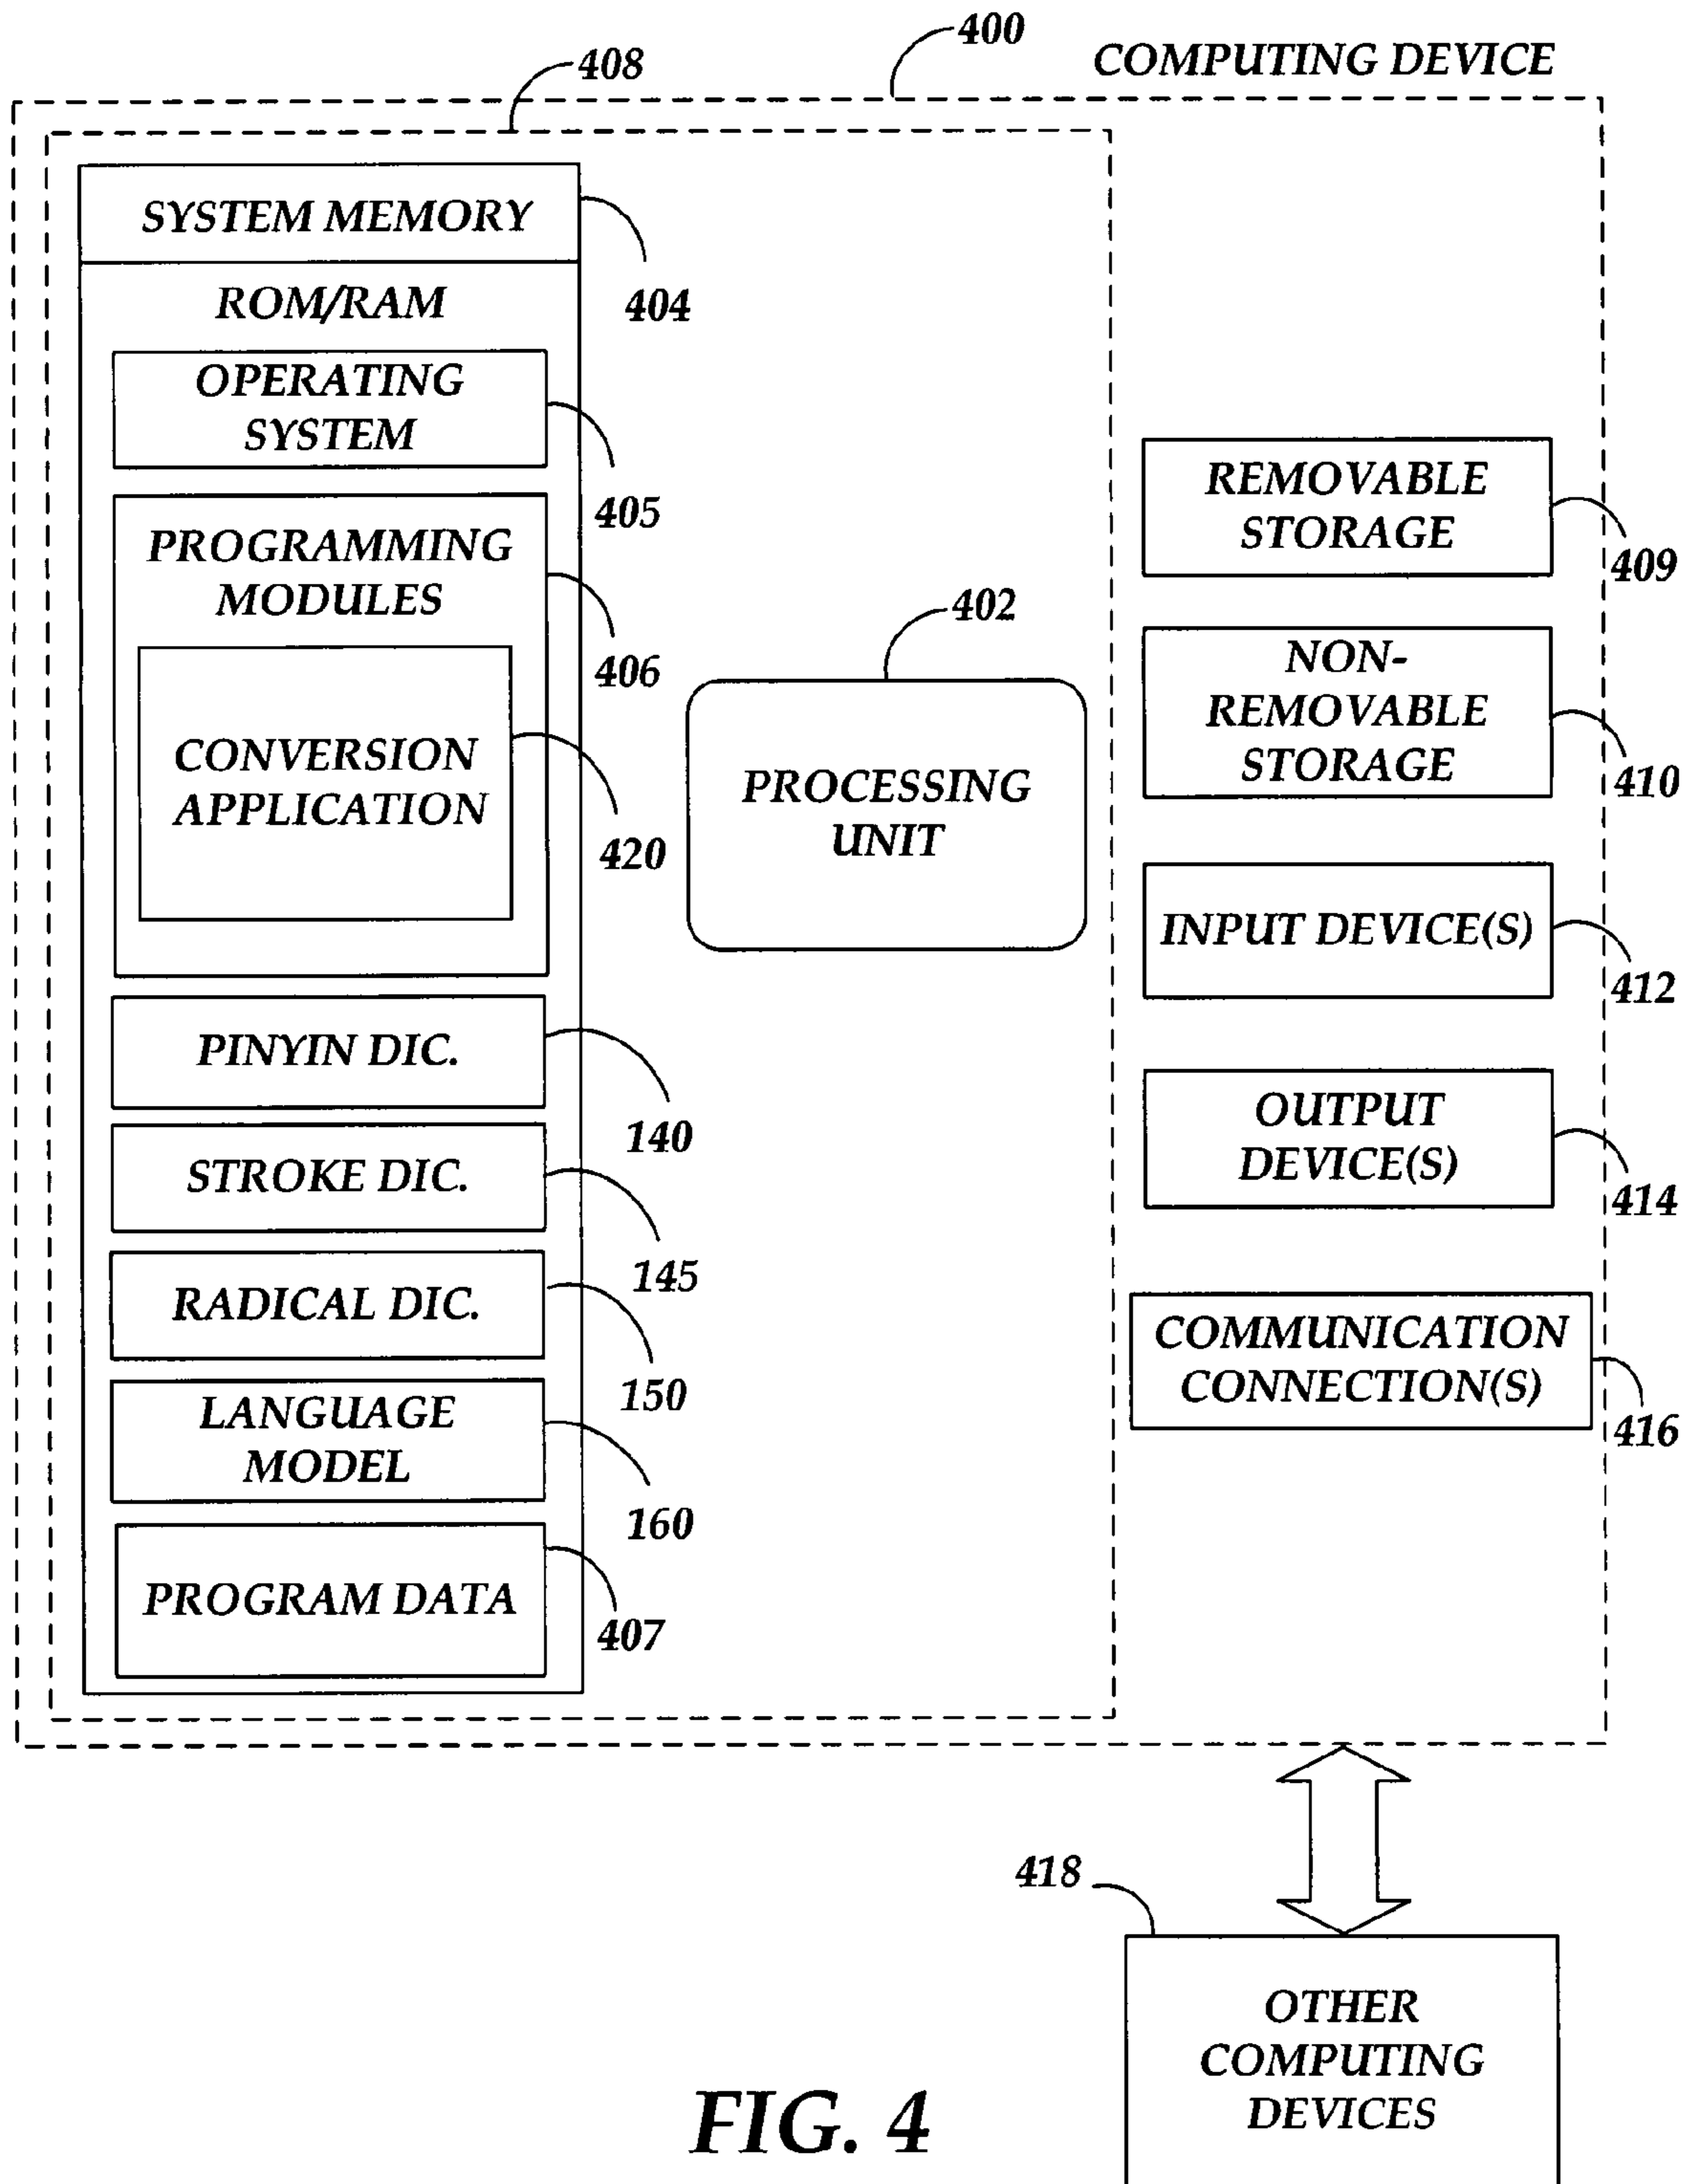 400
COMPUTING DEVICE
408
SYSTEM MEMORY
404
ROM/RAM
OPERATING
SYSTEM
405
PROGRAMMING
MODULES
406
CONVERSION
APPLICATION
420
PINYIN DIC.
140
STROKE DIC.
145
RADICAL DIC.
150
LANGUAGE
MODEL
160
PROGRAM DATA
407
402
PROCESSING
UNIT
REMOVABLE
STORAGE
409
NON-
REMOVABLE
STORAGE
410
INPUT DEVICE(S)
412
OUTPUT
DEVICE(S)
414
COMMUNICATION
CONNECTION(S)
416
418
OTHER
COMPUTING
DEVICES
FIG. 4